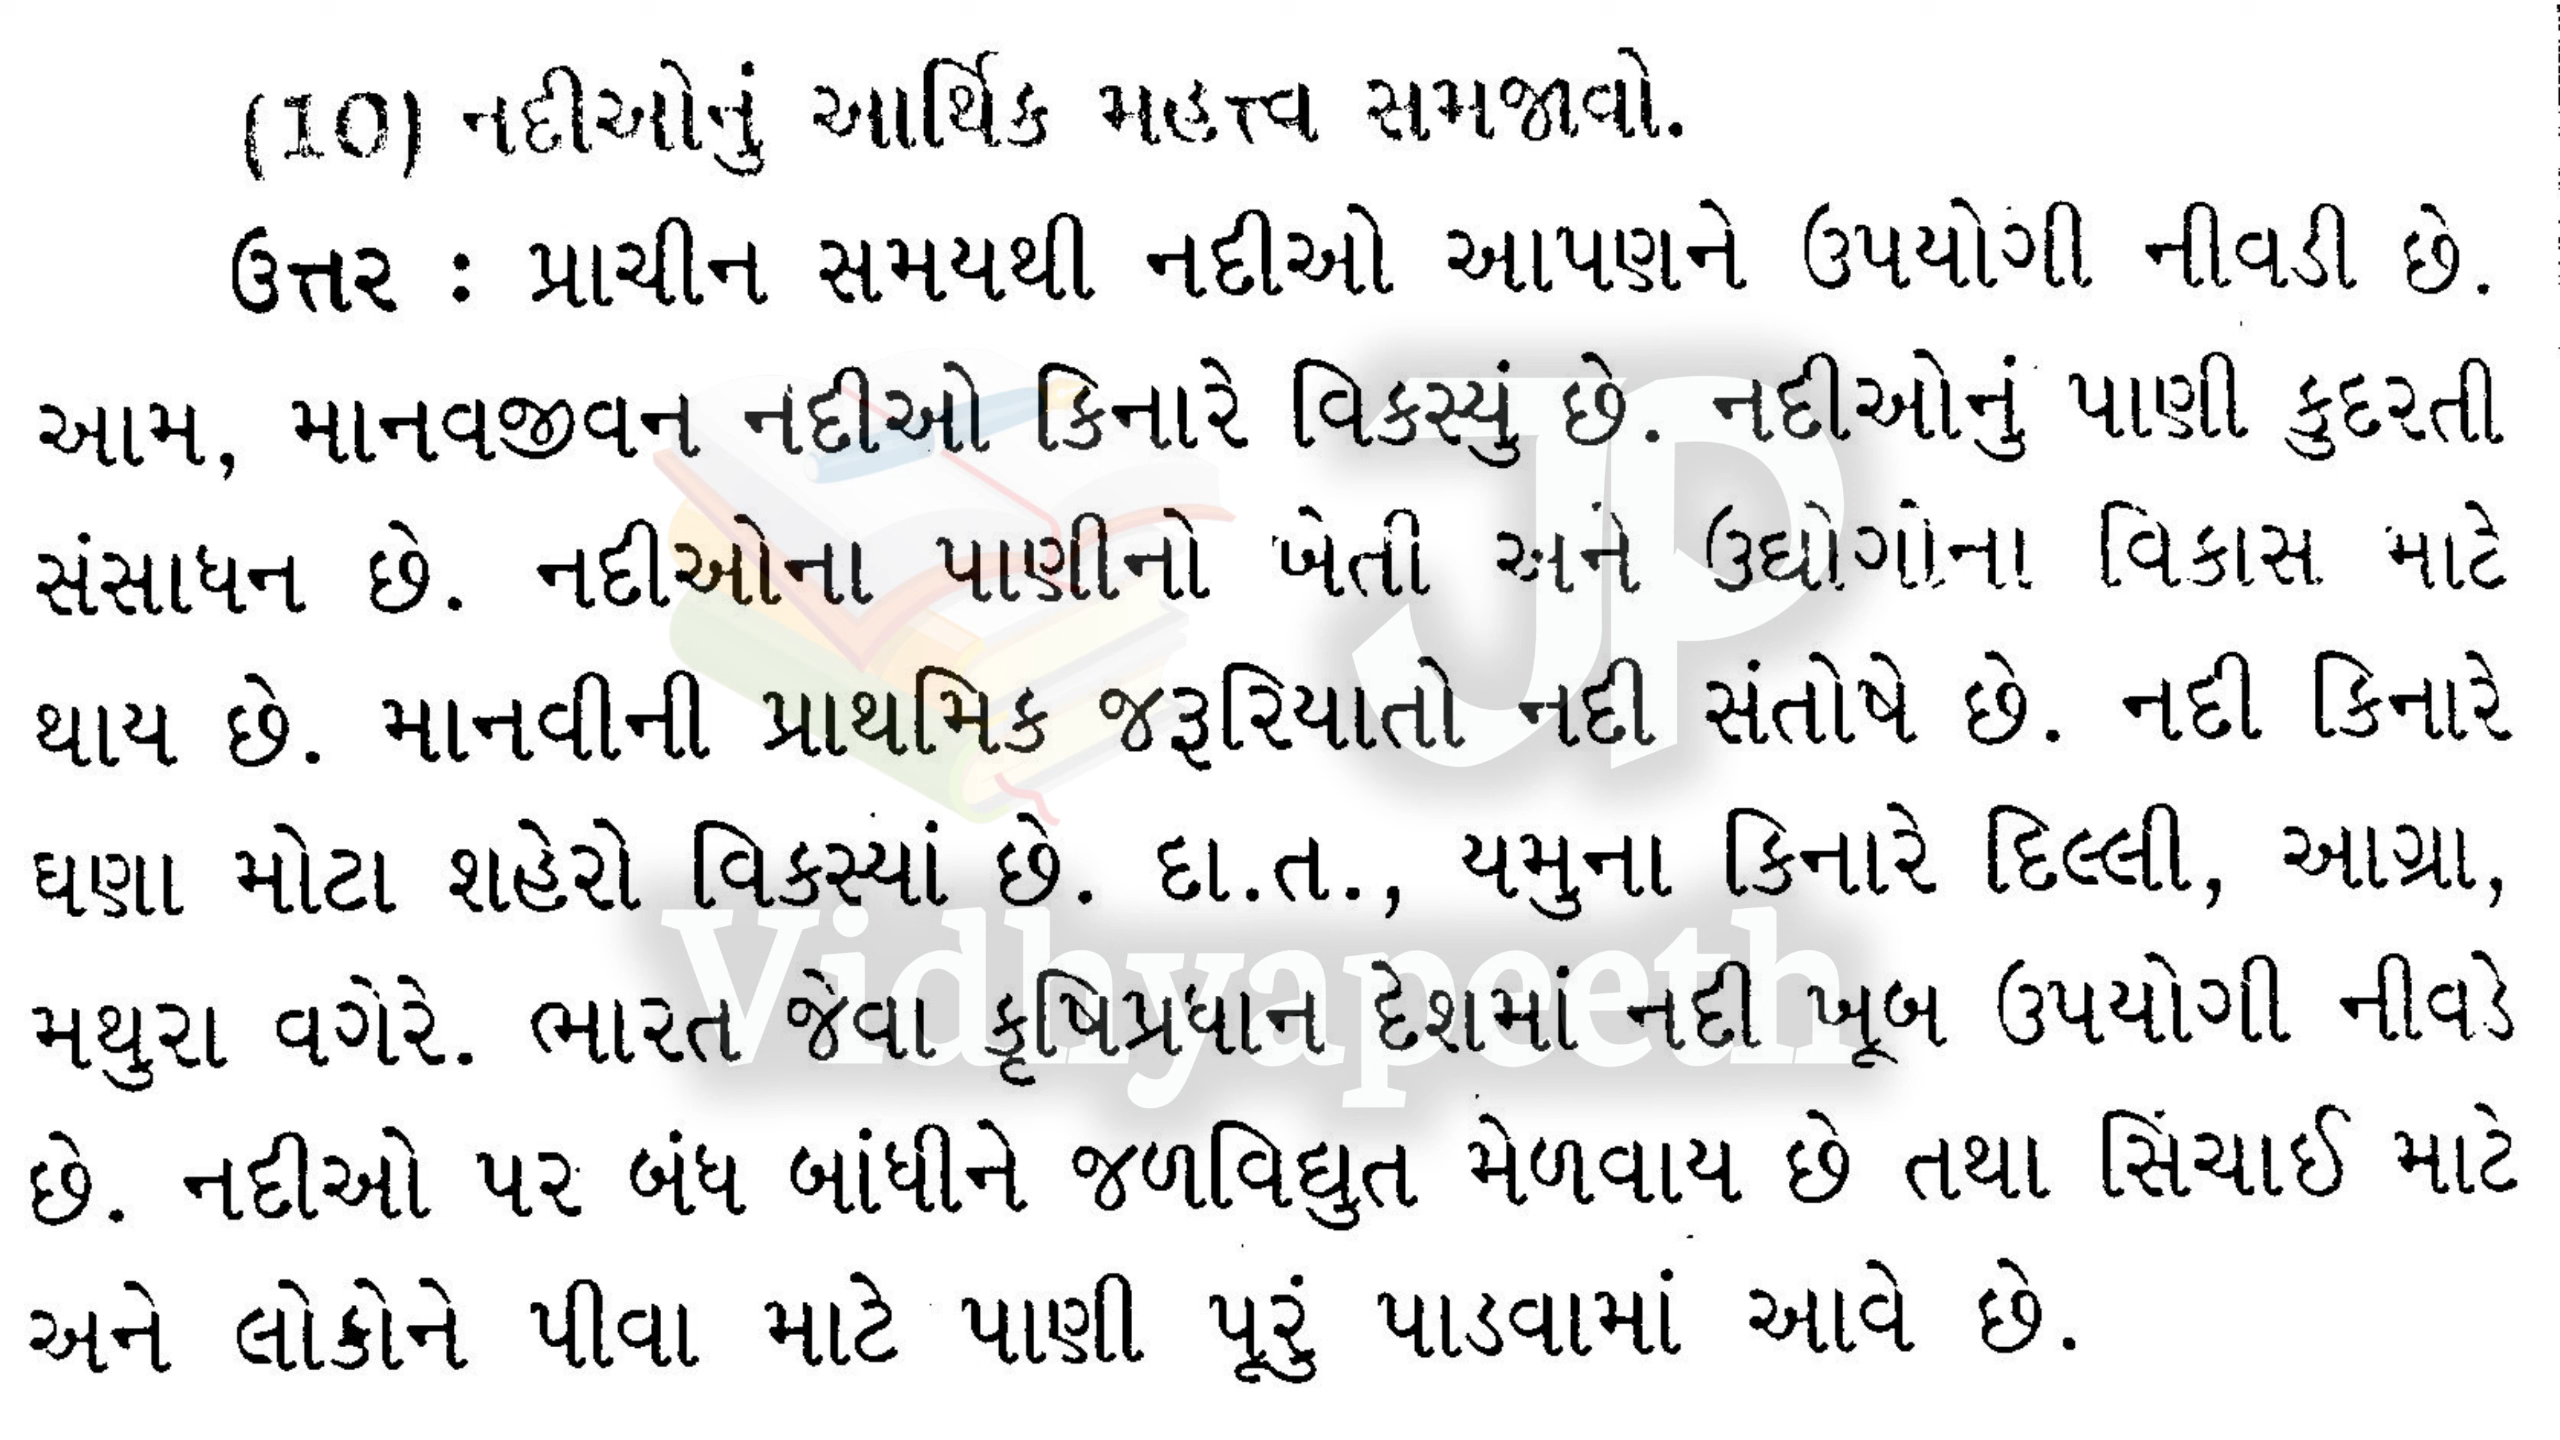 (10) નદીઓનું આર્થિક મહત્ત્વ સમજાવો.
ઉત્તર : પ્રાચીન સમયથી નદીઓ આપણને ઉપયોગી નીવડી છે.
આમ, માનવજીવન નદીઓ કિનારે વિકસ્યું છે. નદીઓનું પાણી કુદરતી
સંસાધન છે. નદીઓના પાણીનો ખેતી અને ઉદ્યોગોના વિકાસ માટે
થાય છે. માનવીની પ્રાથમિક જરૂરિયાતો નદી સંતોષે છે. નદી કિનારે
ઘણા મોટા શહેરો વિકસ્યાં છે. દા.ત., યમુના કિનારે દિલ્લી, આગ્રા,
મથુરા વગેરે. ભારત જેવા કૃષિપ્રધાન દેશમાં નદી ખૂબ ઉપયોગી નીવડે
છે. નદીઓ પર બંધ બાંધીને જળવિદ્યુત મેળવાય છે તથા સિંચાઈ માટે
અને લોકોને પીવા માટે પાણી પૂરું પાડવામાં આવે છે.
JP
Vidhyapeeth